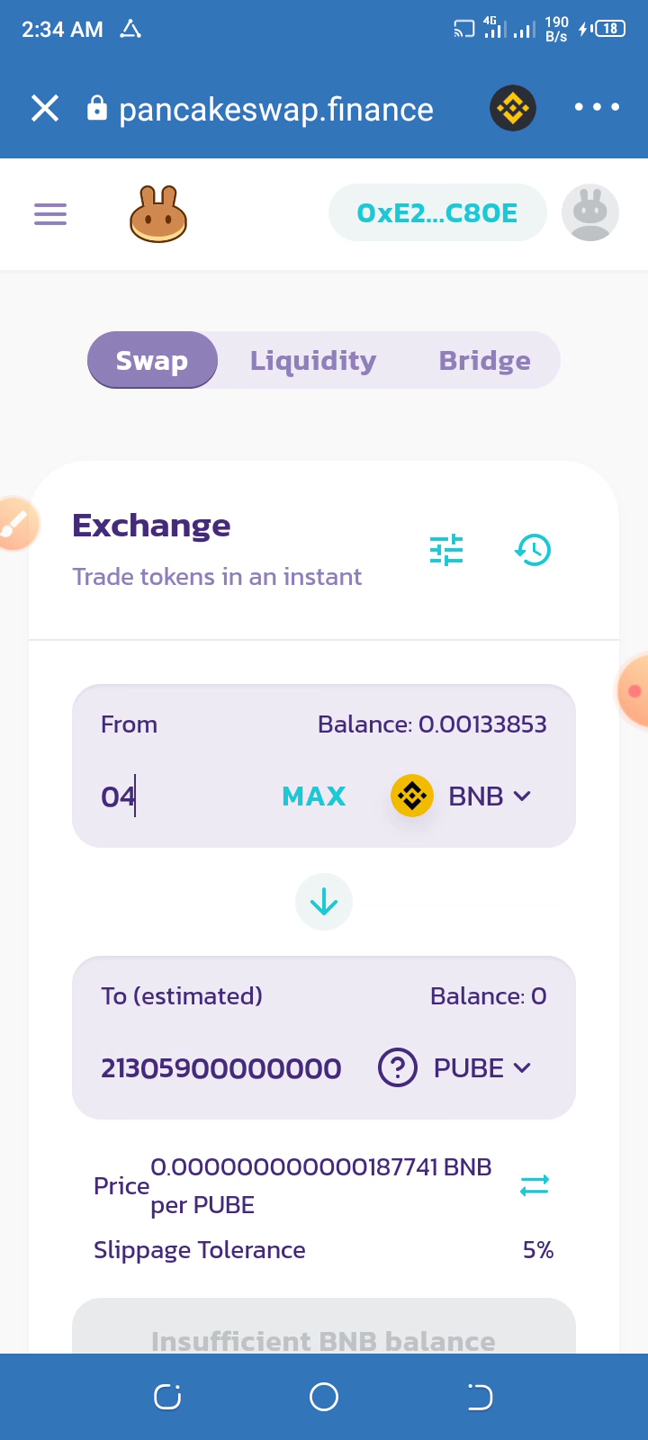 2:34 AM 4G 190 B/s 18
pancakeswap.finance
0xE2...C80E
Swap Liquidity Bridge
Exchange
Trade tokens in an instant
From Balance: 0.00133853
04 MAX BNB
To (estimated) Balance: 0
21305900000000 PUBE
Price 0.000000000000187741 BNB
per PUBE
Slippage Tolerance 5%
Insufficient BNB balance